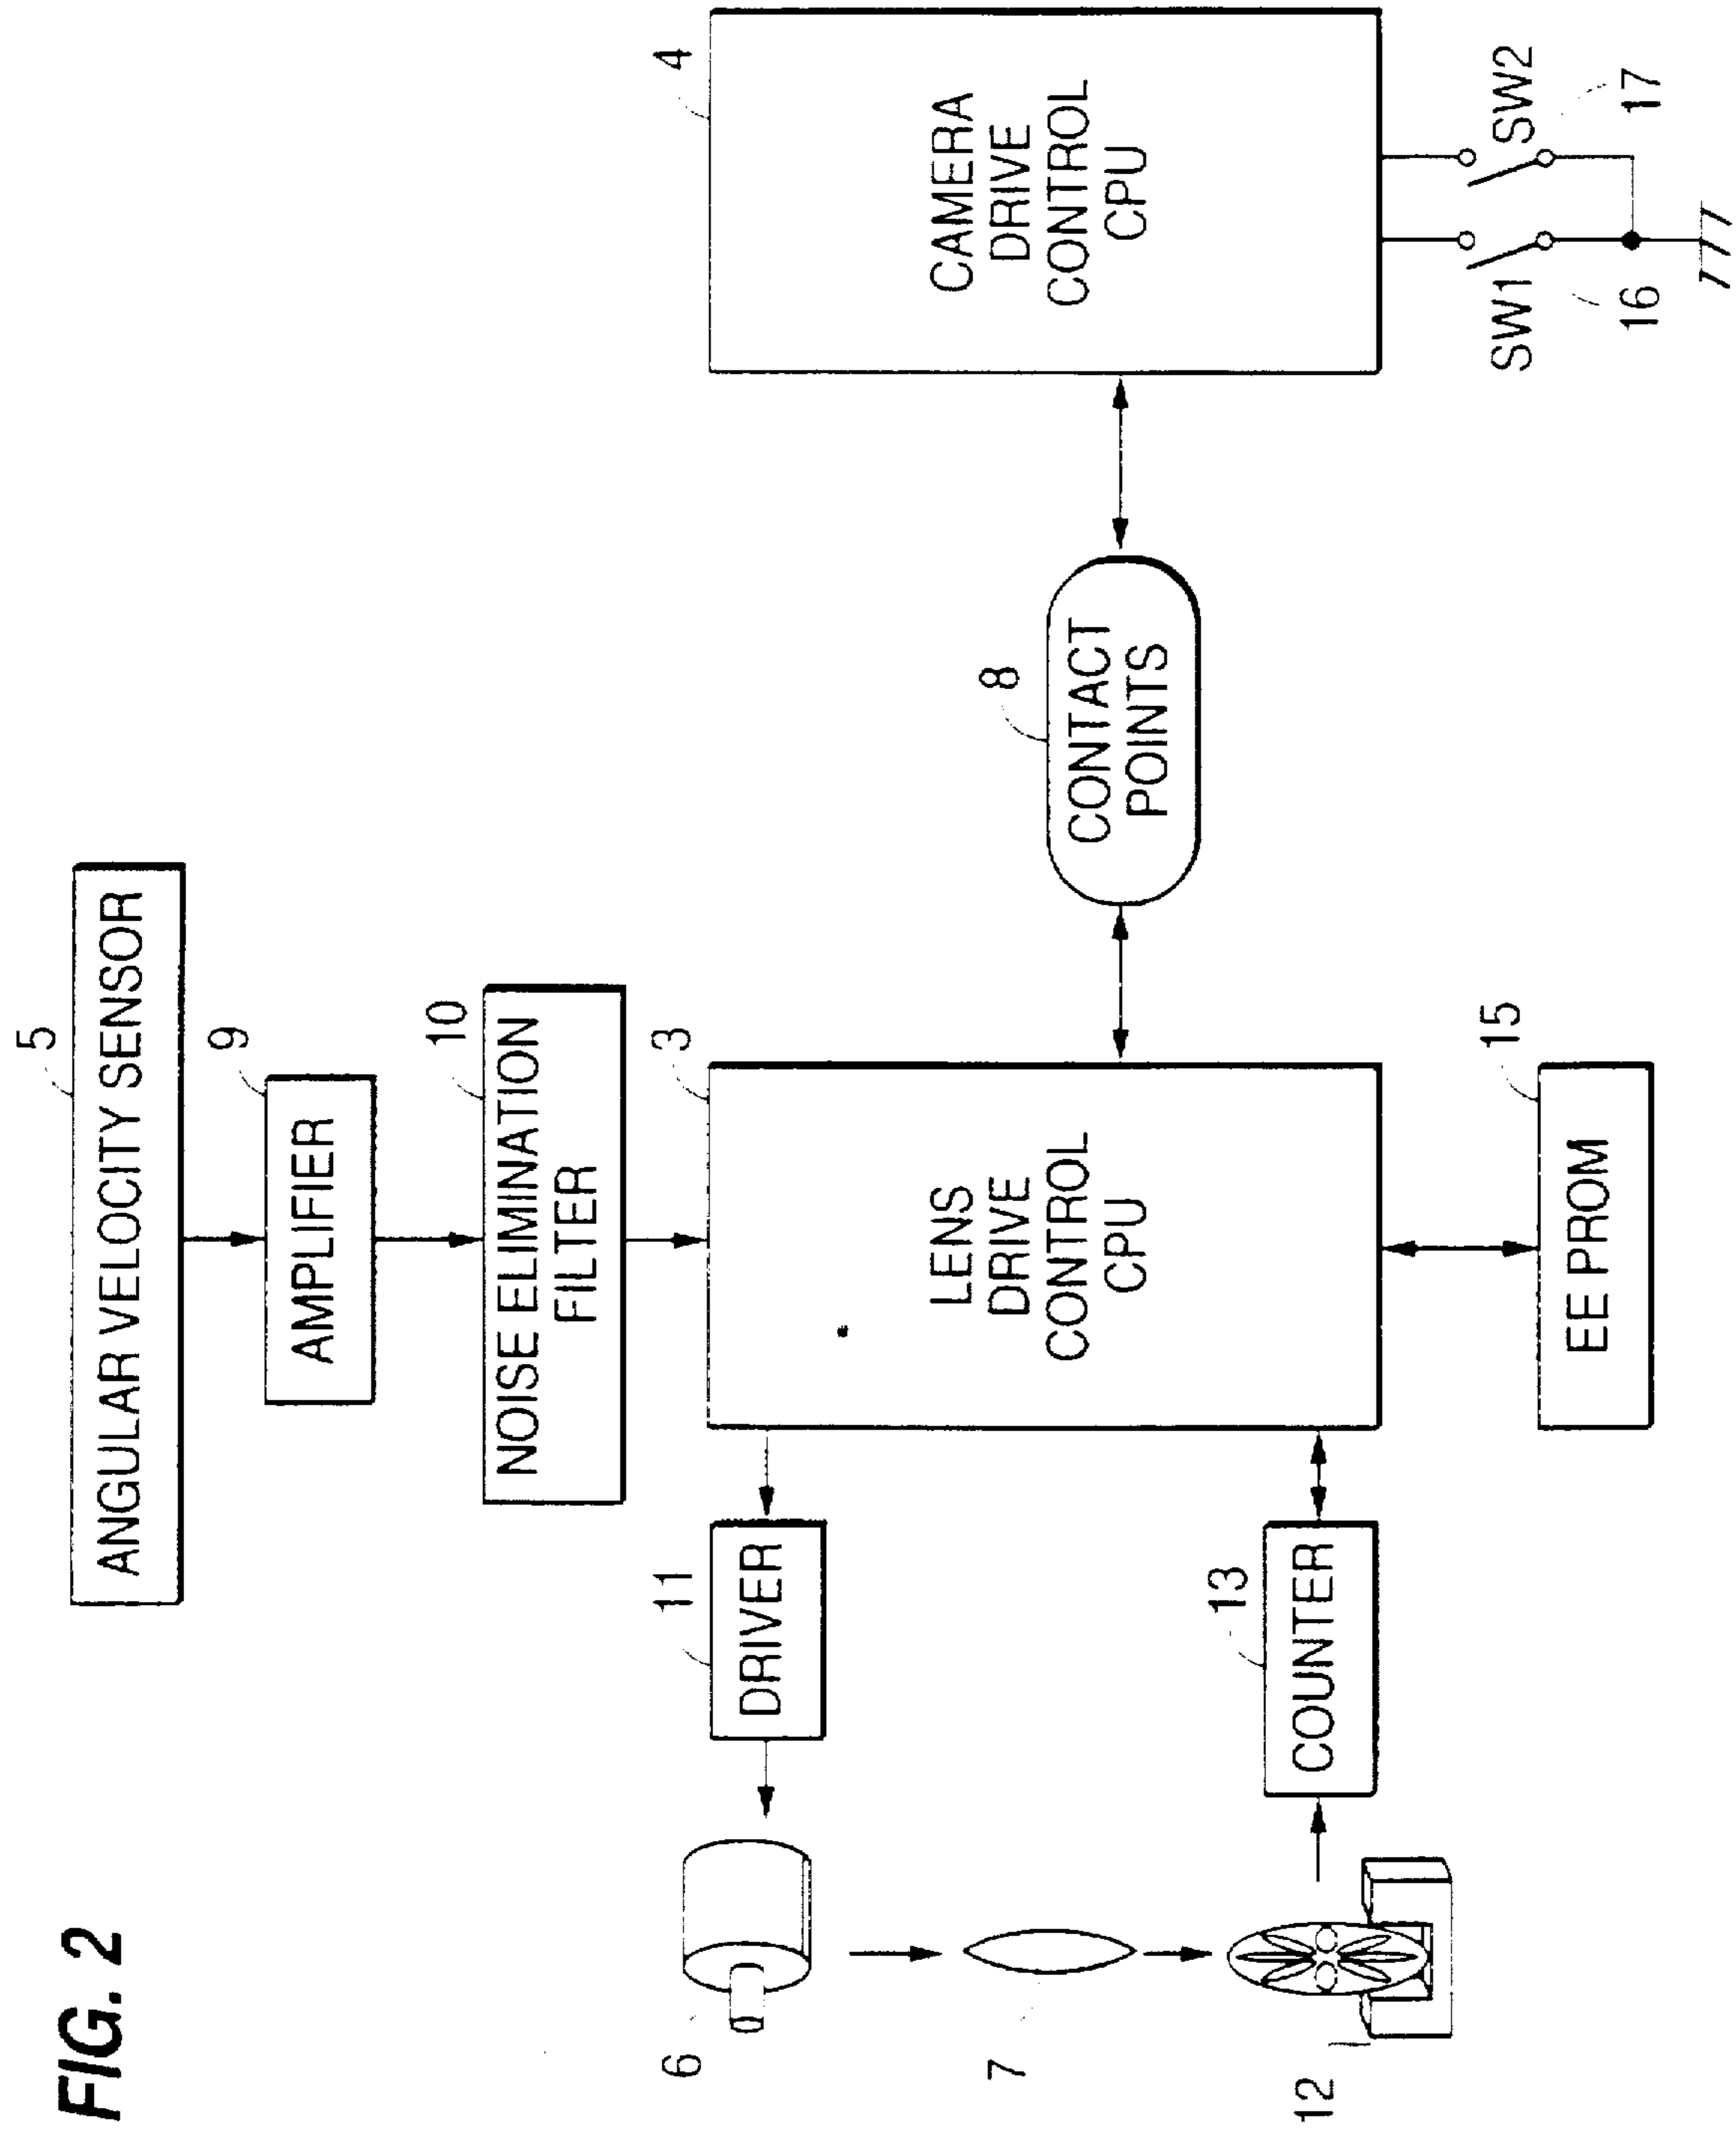 FIG. 2
5
ANGULAR VELOCITY SENSOR
9
AMPLIFIER
10
NOISE ELIMINATION
FILTER
6
11
DRIVER
3
LENS
DRIVE
CONTROL
CPU
8
CONTACT
POINTS
4
CAMERA
DRIVE
CONTROL
CPU
7
12
13
COUNTER
15
EE PROM
SW1
SW2
16
17